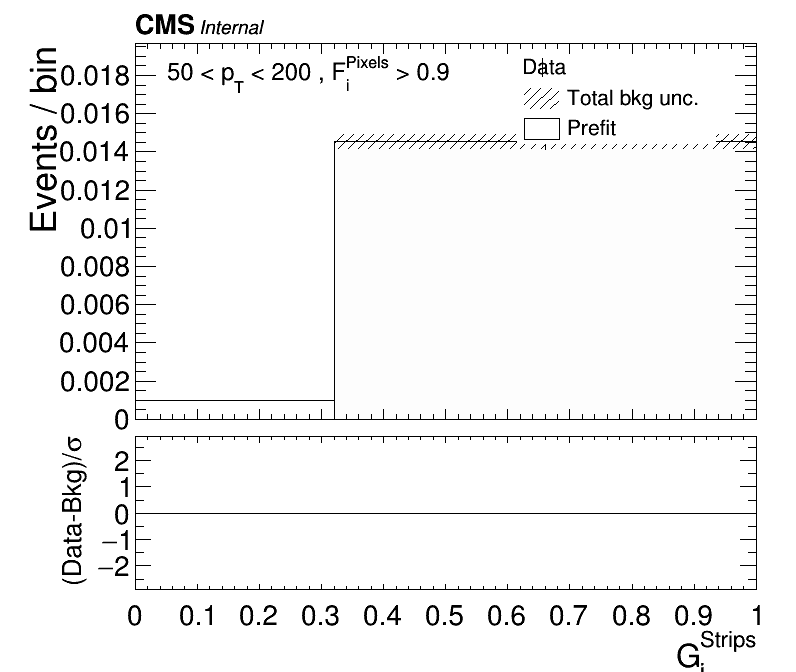 CMS Internal
50 < p_T < 200 , F_i^Pixels > 0.9
Data
Total bkg unc.
Prefit
Events / bin
0.018
0.016
0.014
0.012
0.01
0.008
0.006
0.004
0.002
0
(Data-Bkg)/σ
2
1
0
−1
−2
0 0.1 0.2 0.3 0.4 0.5 0.6 0.7 0.8 0.9 1
G_i^Strips